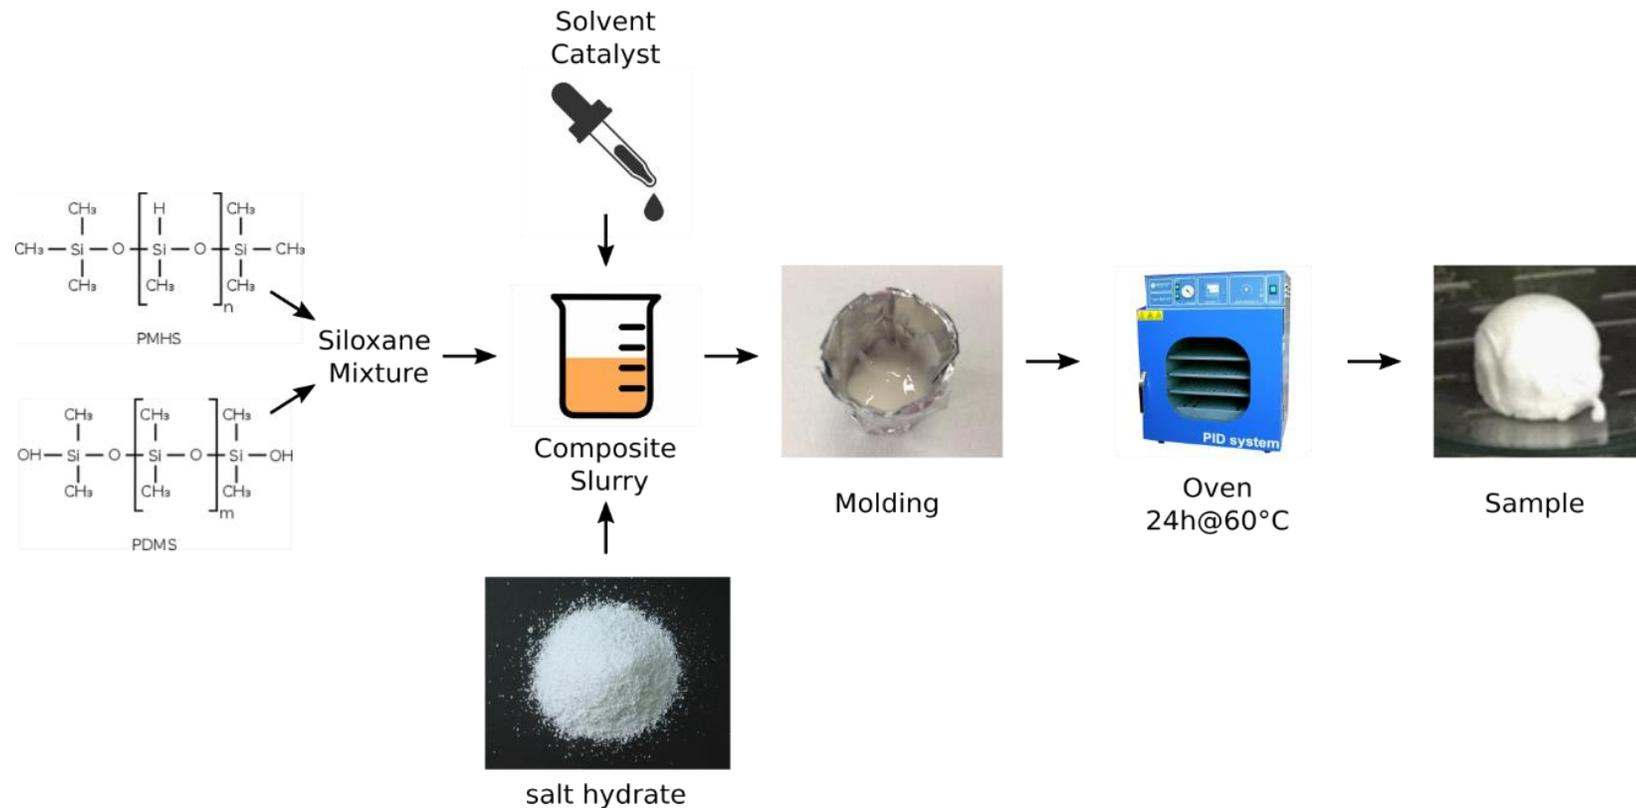 Solvent
Catalyst
CH₃ H CH₃
CH₃ Si O Si O Si CH₃
CH₃ CH₃ CH₃
n
PMHS
Siloxane
Mixture
CH₃ CH₃ CH₃
OH Si O Si O Si OH
CH₃ CH₃ CH₃
m
PDMS
Composite
Slurry
salt hydrate
Molding
PID system
Oven
24h@60°C
Sample